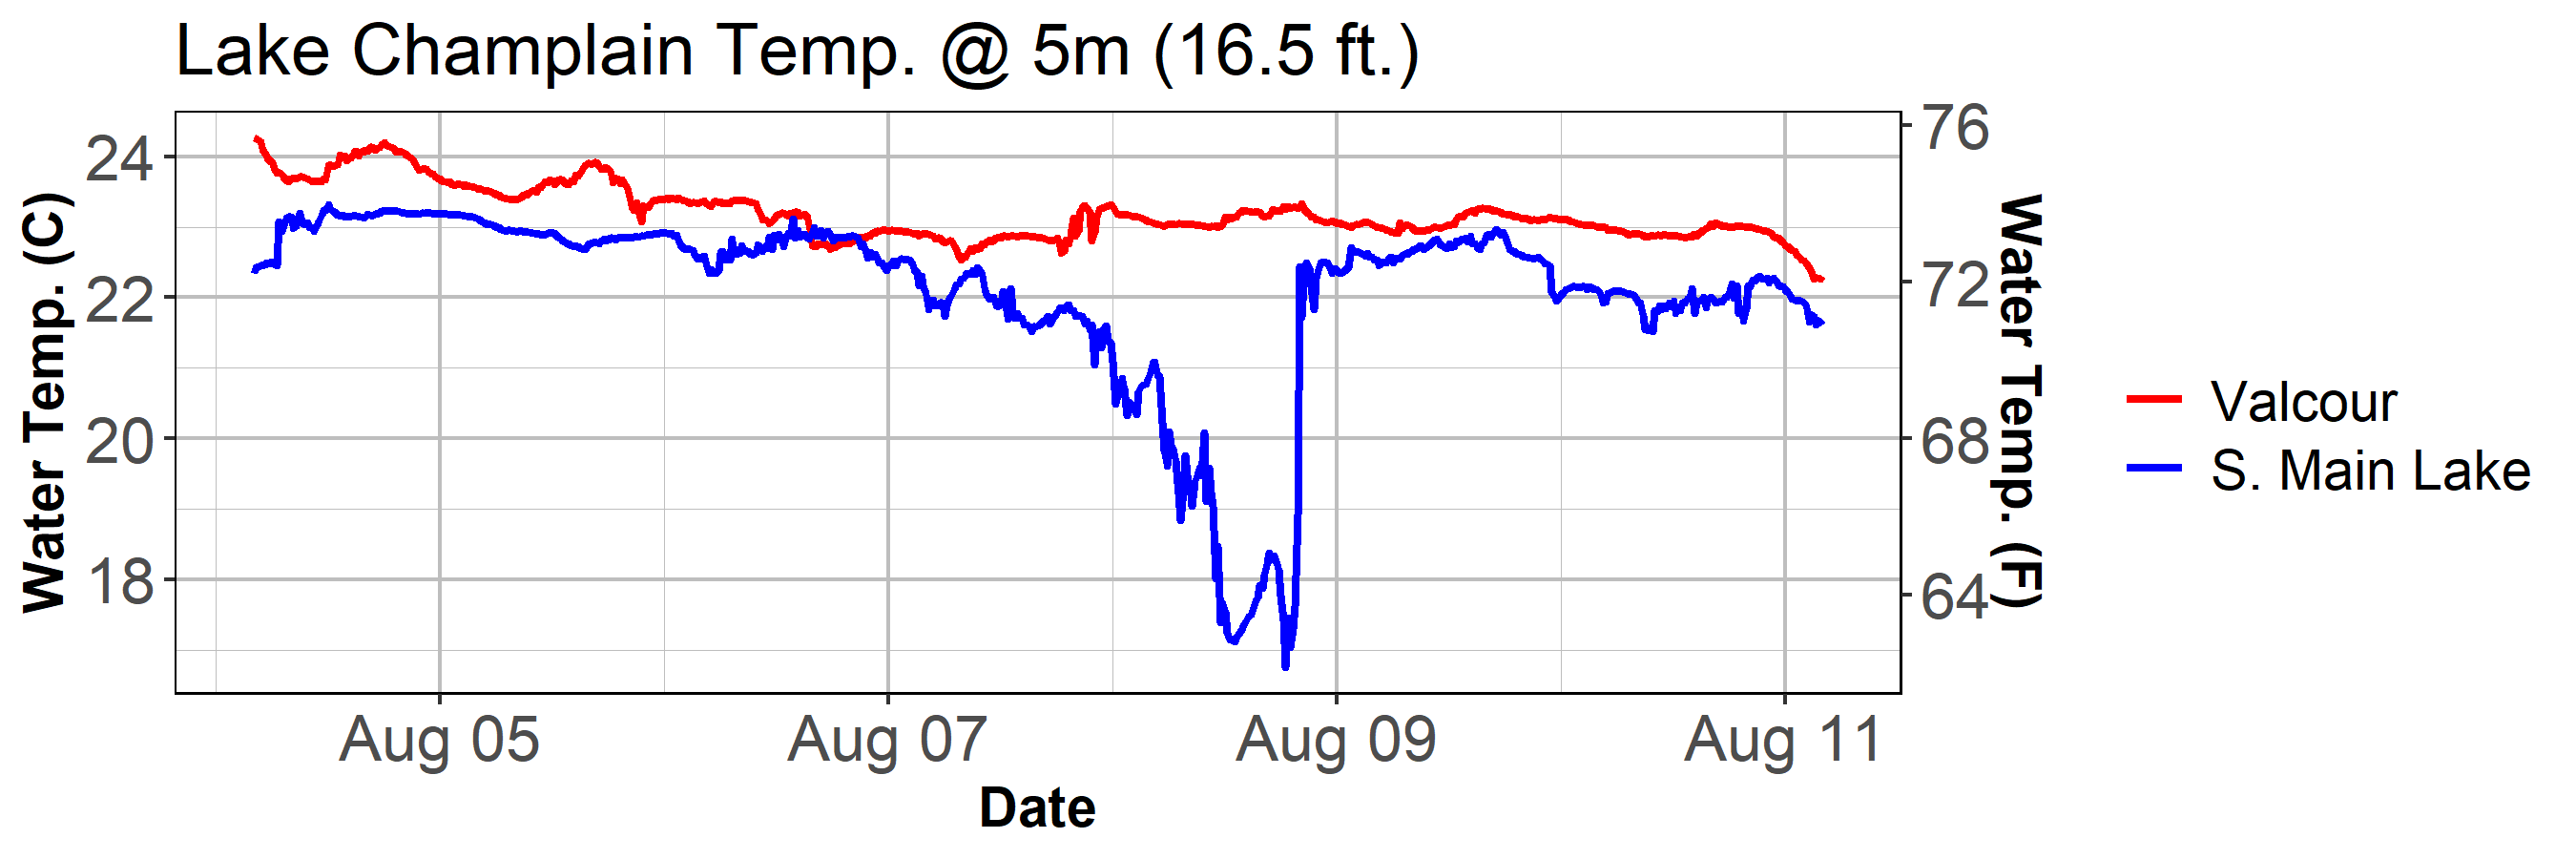 Lake Champlain Temp. @ 5m (16.5 ft.)
Water Temp. (C)
24
22
20
18
76
72
68
64
Water Temp. (F)
Valcour
S. Main Lake
Aug 05
Aug 07
Aug 09
Aug 11
Date